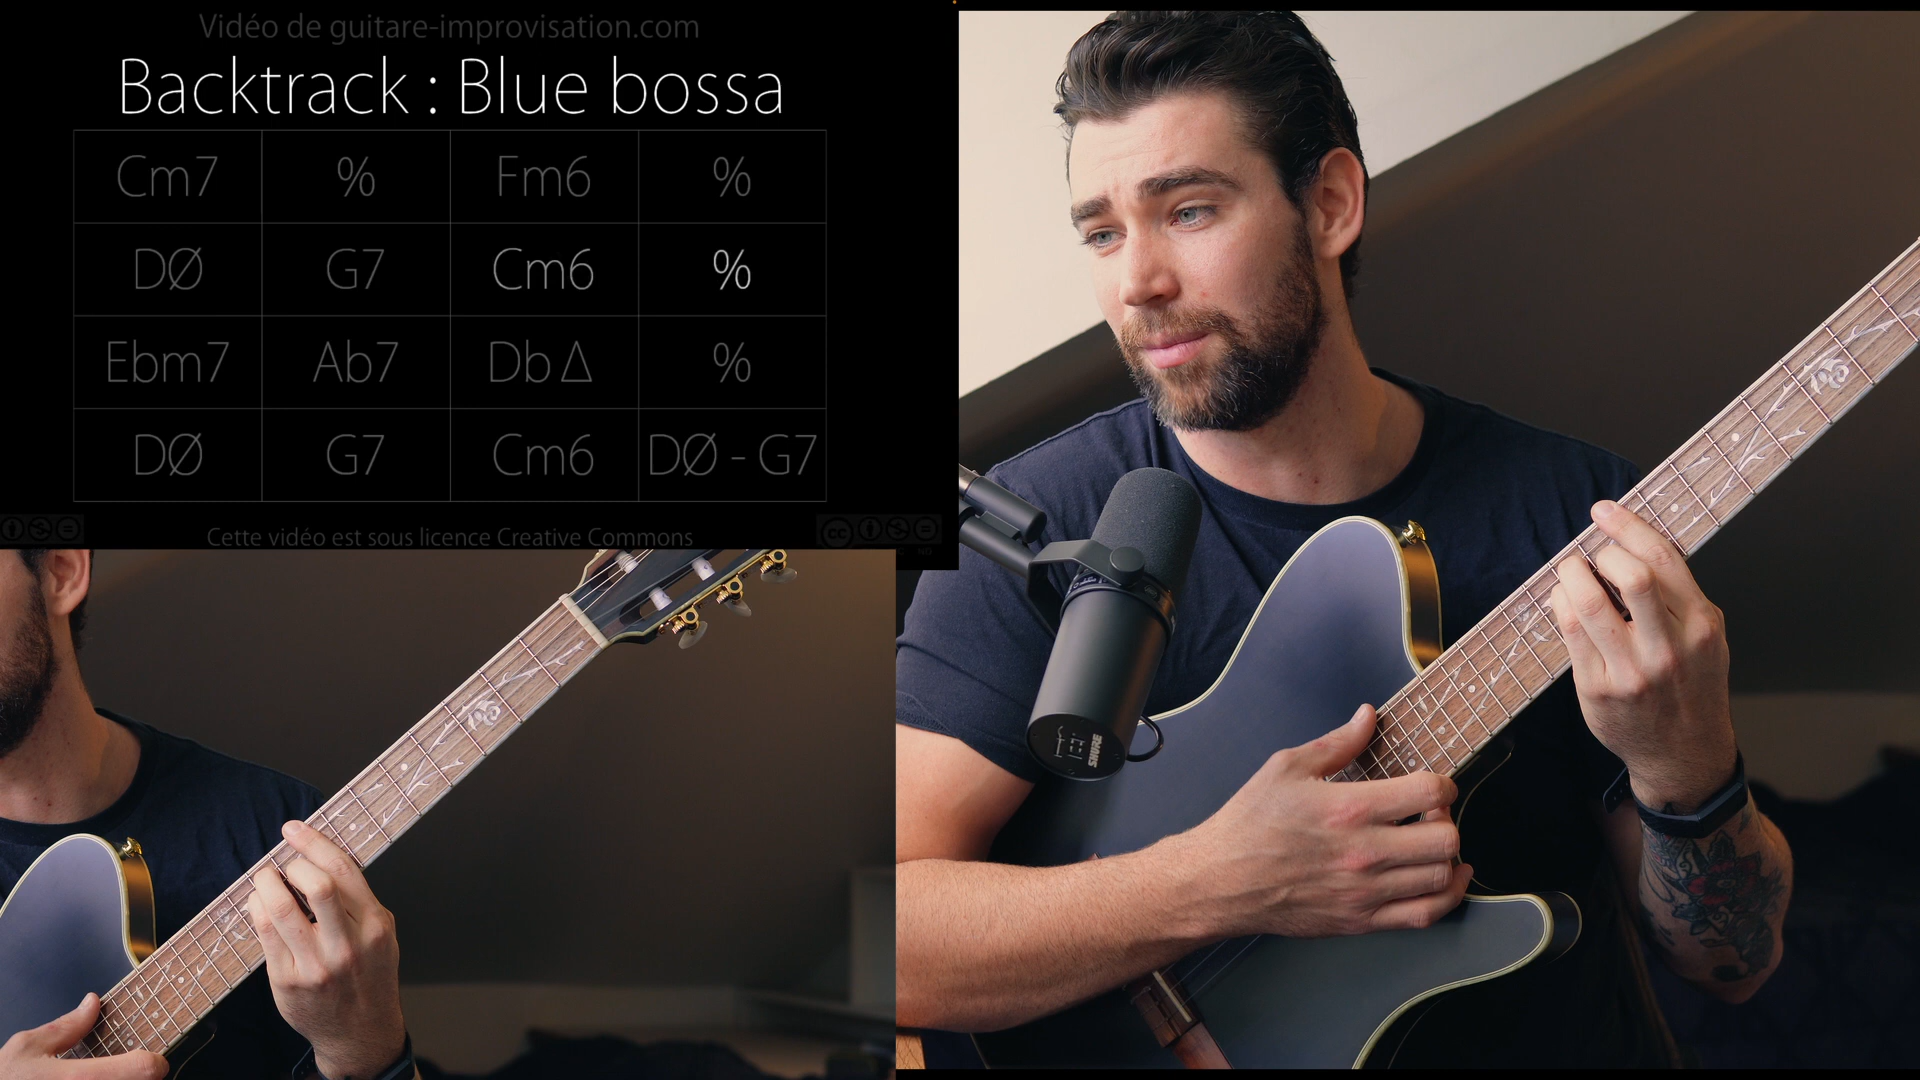 Vidéo de guitare-improvisation.com
Backtrack : Blue bossa
Cm7 % Fm6 %
DØ G7 Cm6 %
Ebm7 Ab7 Db Δ %
DØ G7 Cm6 DØ - G7
Cette vidéo est sous licence Creative Commons
SHURE